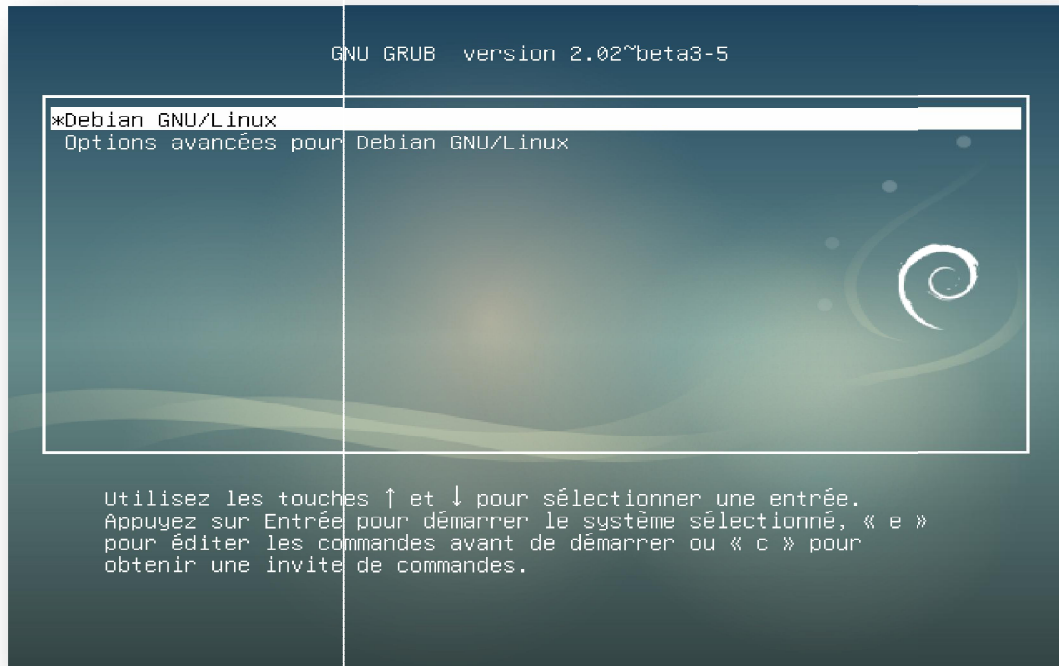 GNU GRUB  version 2.02~beta3-5
*Debian GNU/Linux
Options avancées pour Debian GNU/Linux
Utilisez les touches ↑ et ↓ pour sélectionner une entrée.
Appuyez sur Entrée pour démarrer le système sélectionné, « e »
pour éditer les commandes avant de démarrer ou « c » pour
obtenir une invite de commandes.